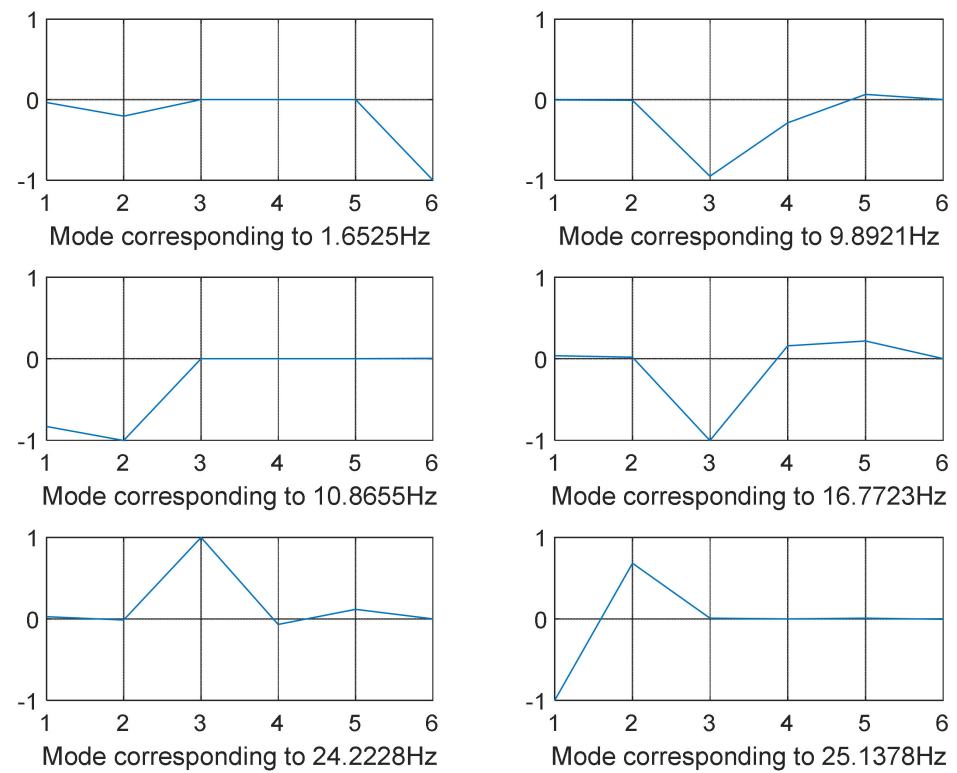 1
0
-1
1 2 3 4 5 6
Mode corresponding to 1.6525Hz
1
0
-1
1 2 3 4 5 6
Mode corresponding to 9.8921Hz
1
0
-1
1 2 3 4 5 6
Mode corresponding to 10.8655Hz
1
0
-1
1 2 3 4 5 6
Mode corresponding to 16.7723Hz
1
0
-1
1 2 3 4 5 6
Mode corresponding to 24.2228Hz
1
0
-1
1 2 3 4 5 6
Mode corresponding to 25.1378Hz